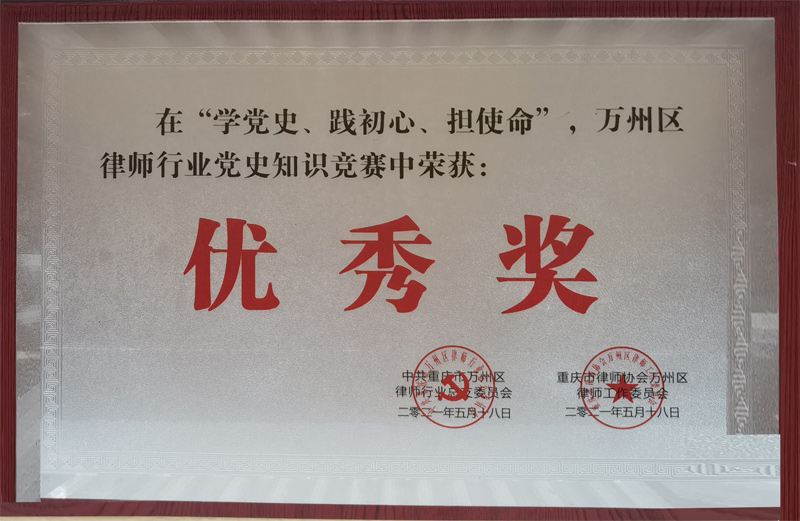 在“学党史、践初心、担使命”，万州区
律师行业党史知识竞赛中荣获：
优秀奖
中共重庆市万州区
律师行业总支委员会
二零二一年五月十八日
重庆市律师协会万州区
律师工作委员会
二零二一年五月十八日